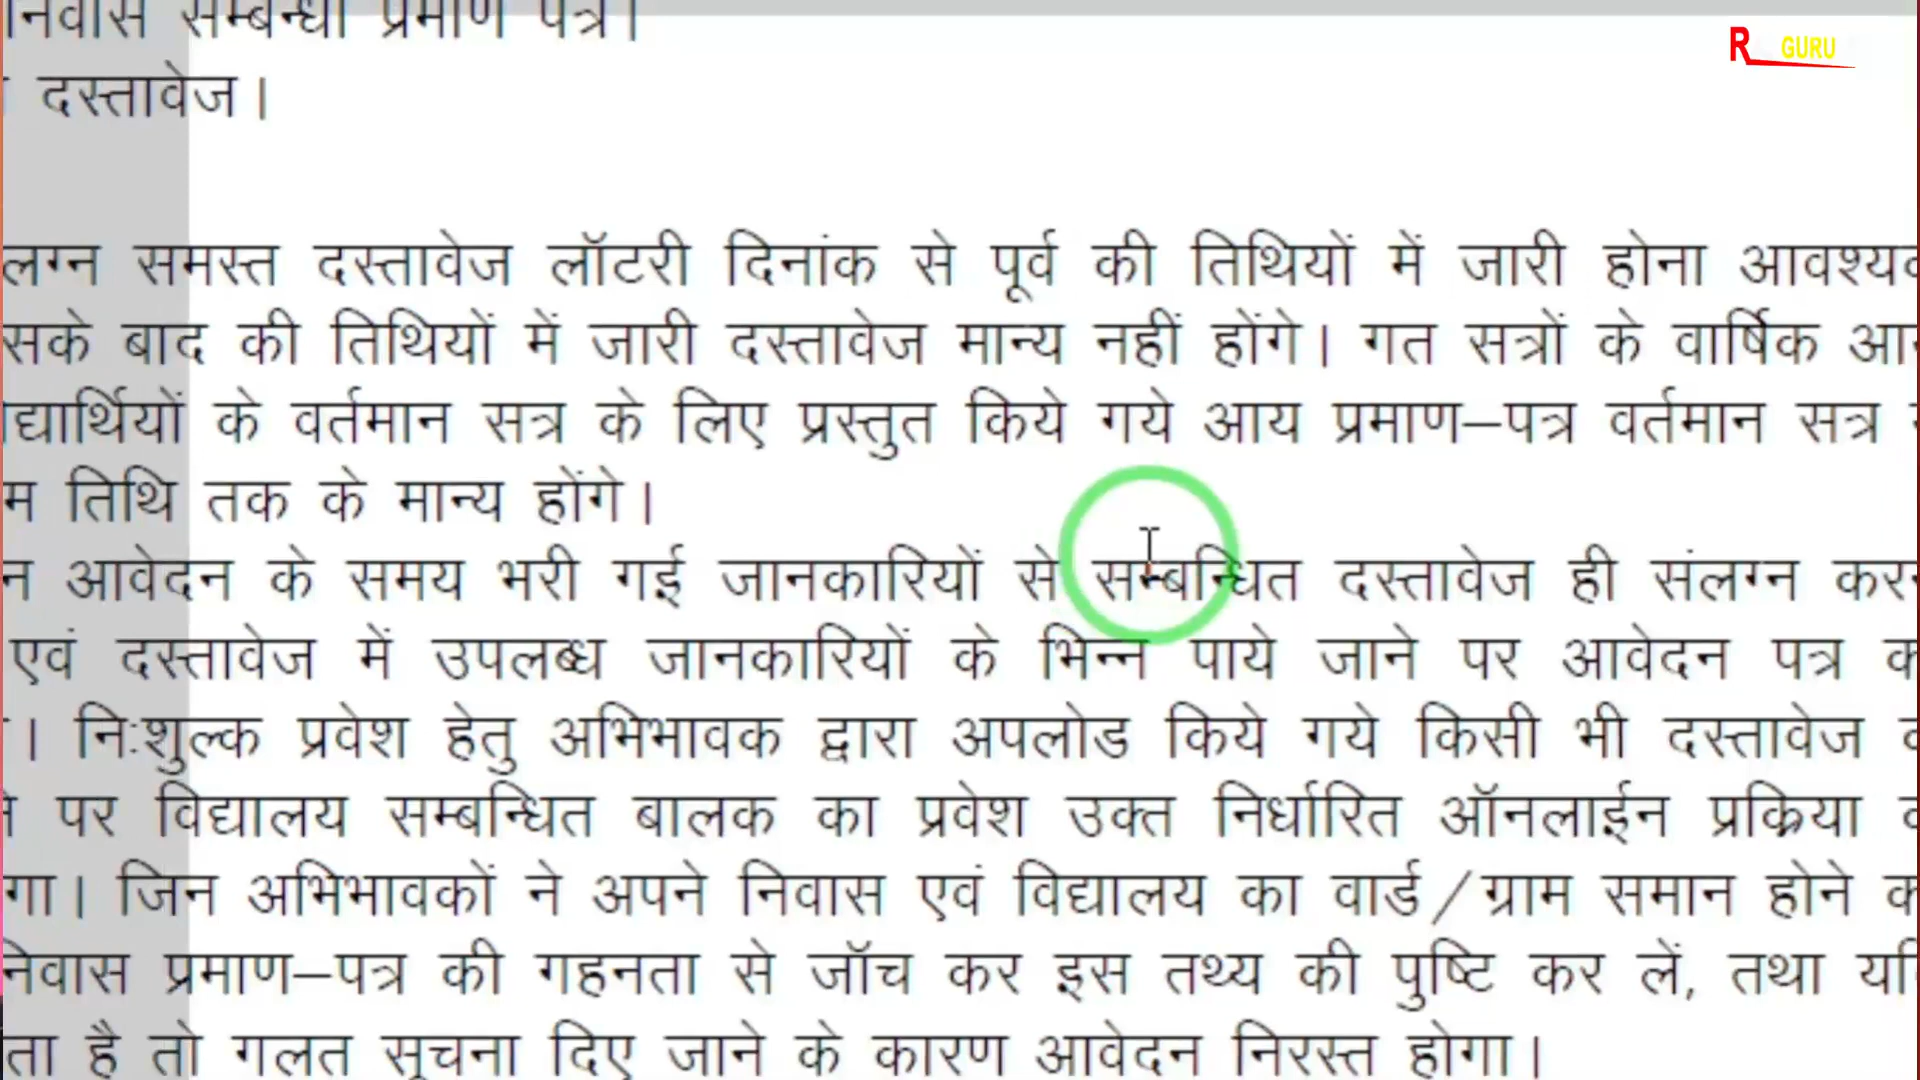 सम्बन्धी प्रमाण पत्र।
R GURU
दस्तावेज।
समस्त दस्तावेज लॉटरी दिनांक से पूर्व की तिथियों में जारी होना
बाद की तिथियों में जारी दस्तावेज मान्य नहीं होंगे। गत सत्रों के वार्षिक
के वर्तमान सत्र के लिए प्रस्तुत किये गये आय प्रमाण–पत्र वर्तमान सत्र
तिथि तक के मान्य होंगे।
आवेदन के समय भरी गई जानकारियों से सम्बन्धित दस्तावेज ही संलग्न
एवं दस्तावेज में उपलब्ध जानकारियों के भिन्न पाये जाने पर आवेदन पत्र
। निःशुल्क प्रवेश हेतु अभिभावक द्वारा अपलोड किये गये किसी भी दस्तावेज
पर विद्यालय सम्बन्धित बालक का प्रवेश उक्त निर्धारित ऑनलाईन प्रक्रिया
गा। जिन अभिभावकों ने अपने निवास एवं विद्यालय का वार्ड/ग्राम समान होने
निवास प्रमाण–पत्र की गहनता से जॉच कर इस तथ्य की पुष्टि कर लें, तथा
ता है तो गलत सूचना दिए जाने के कारण आवेदन निरस्त होगा।